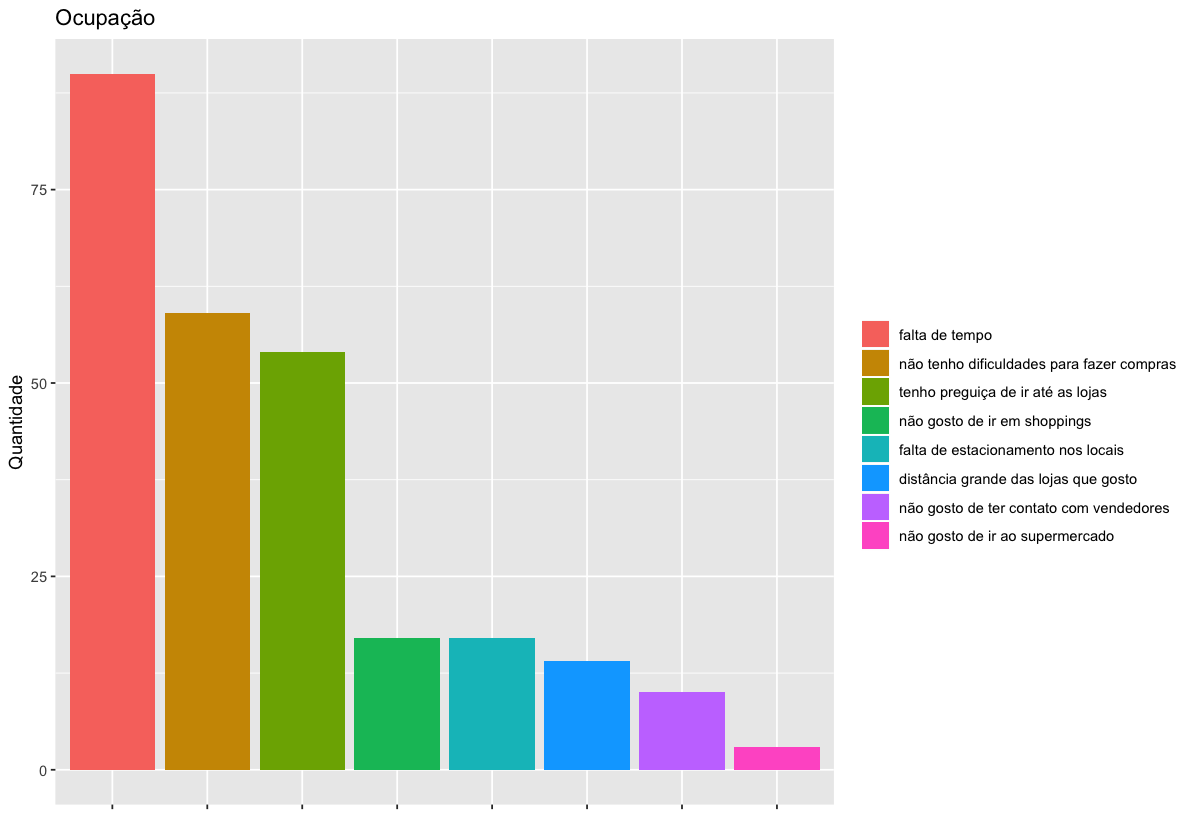 Ocupação
Quantidade
75
50
25
0
falta de tempo
não tenho dificuldades para fazer compras
tenho preguiça de ir até as lojas
não gosto de ir em shoppings
falta de estacionamento nos locais
distância grande das lojas que gosto
não gosto de ter contato com vendedores
não gosto de ir ao supermercado